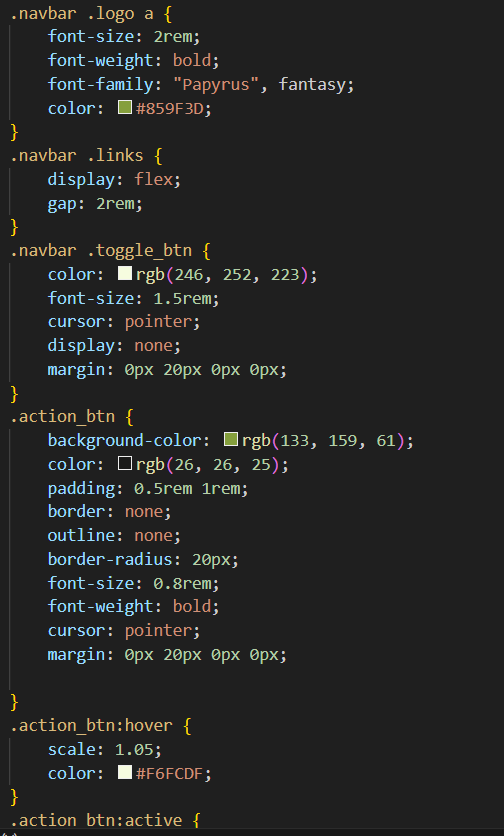 .navbar .logo a {
    font-size: 2rem;
    font-weight: bold;
    font-family: "Papyrus", fantasy;
    color: #859F3D;
}
.navbar .links {
    display: flex;
    gap: 2rem;
}
.navbar .toggle_btn {
    color: rgb(246, 252, 223);
    font-size: 1.5rem;
    cursor: pointer;
    display: none;
    margin: 0px 20px 0px 0px;
}
.action_btn {
    background-color: rgb(133, 159, 61);
    color: rgb(26, 26, 25);
    padding: 0.5rem 1rem;
    border: none;
    outline: none;
    border-radius: 20px;
    font-size: 0.8rem;
    font-weight: bold;
    cursor: pointer;
    margin: 0px 20px 0px 0px;

}
.action_btn:hover {
    scale: 1.05;
    color: #F6FCDF;
}
.action_btn:active {